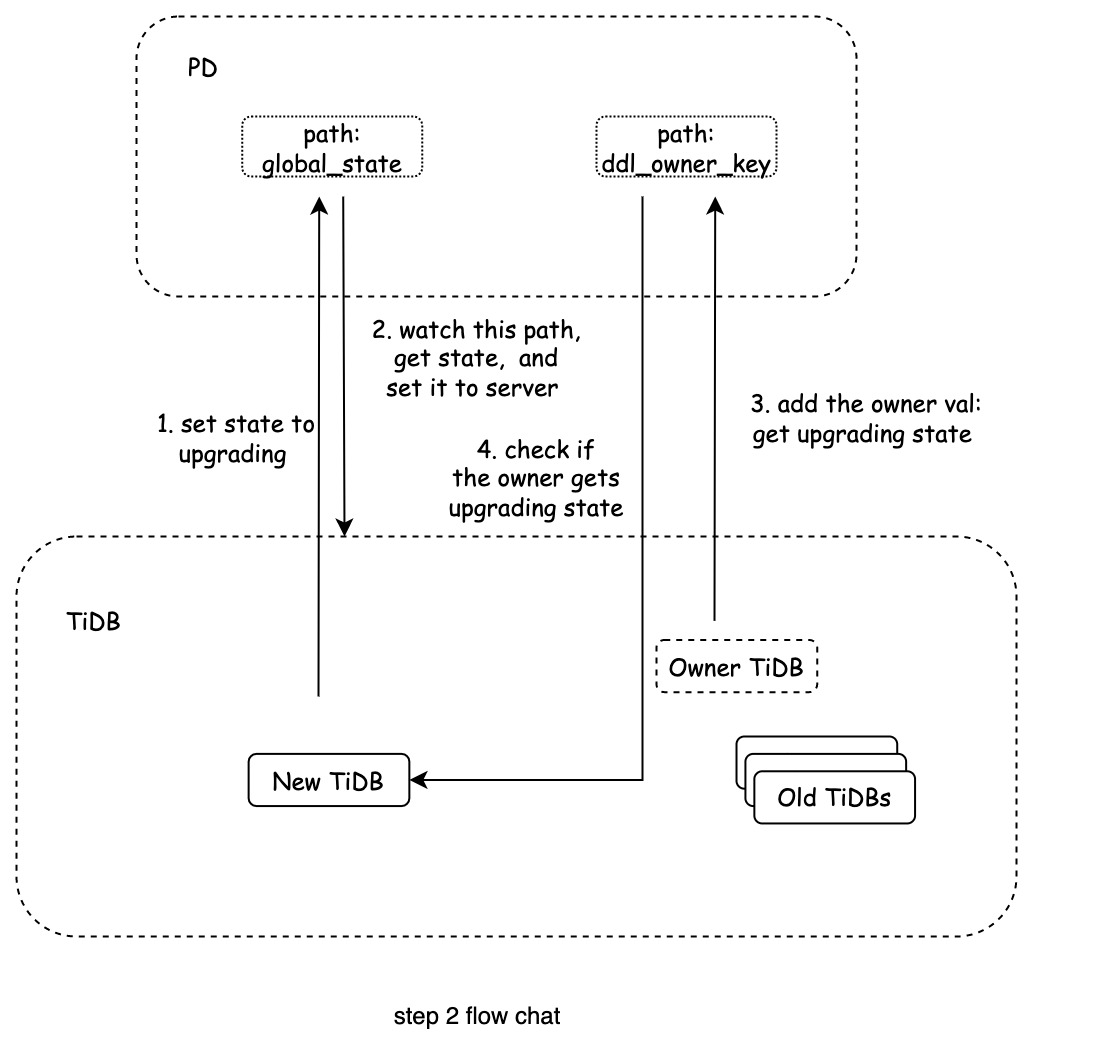 PD
path:
global_state
path:
ddl_owner_key
2. watch this path,
get state, and
set it to server
1. set state to
upgrading
3. add the owner val:
get upgrading state
4. check if
the owner gets
upgrading state
TiDB
Owner TiDB
New TiDB
Old TiDBs
step 2 flow chat